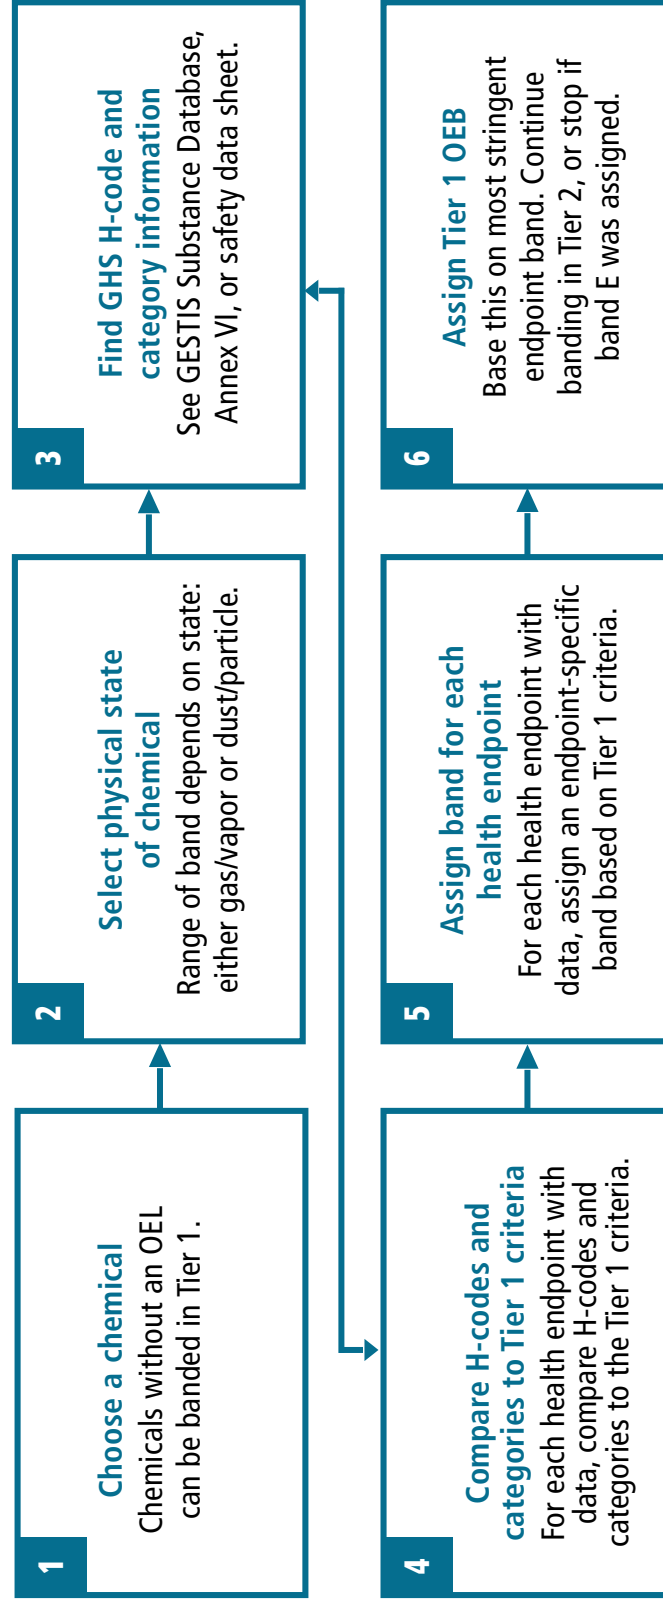 1
Choose a chemical
Chemicals without an OEL
can be banded in Tier 1.
2
Select physical state
of chemical
Range of band depends on state:
either gas/vapor or dust/particle.
3
Find GHS H-code and
category information
See GESTIS Substance Database,
Annex VI, or safety data sheet.
4
Compare H-codes and
categories to Tier 1 criteria
For each health endpoint with
data, compare H-codes and
categories to the Tier 1 criteria.
5
Assign band for each
health endpoint
For each health endpoint with
data, assign an endpoint-specific
band based on Tier 1 criteria.
6
Assign Tier 1 OEB
Base this on most stringent
endpoint band. Continue
banding in Tier 2, or stop if
band E was assigned.